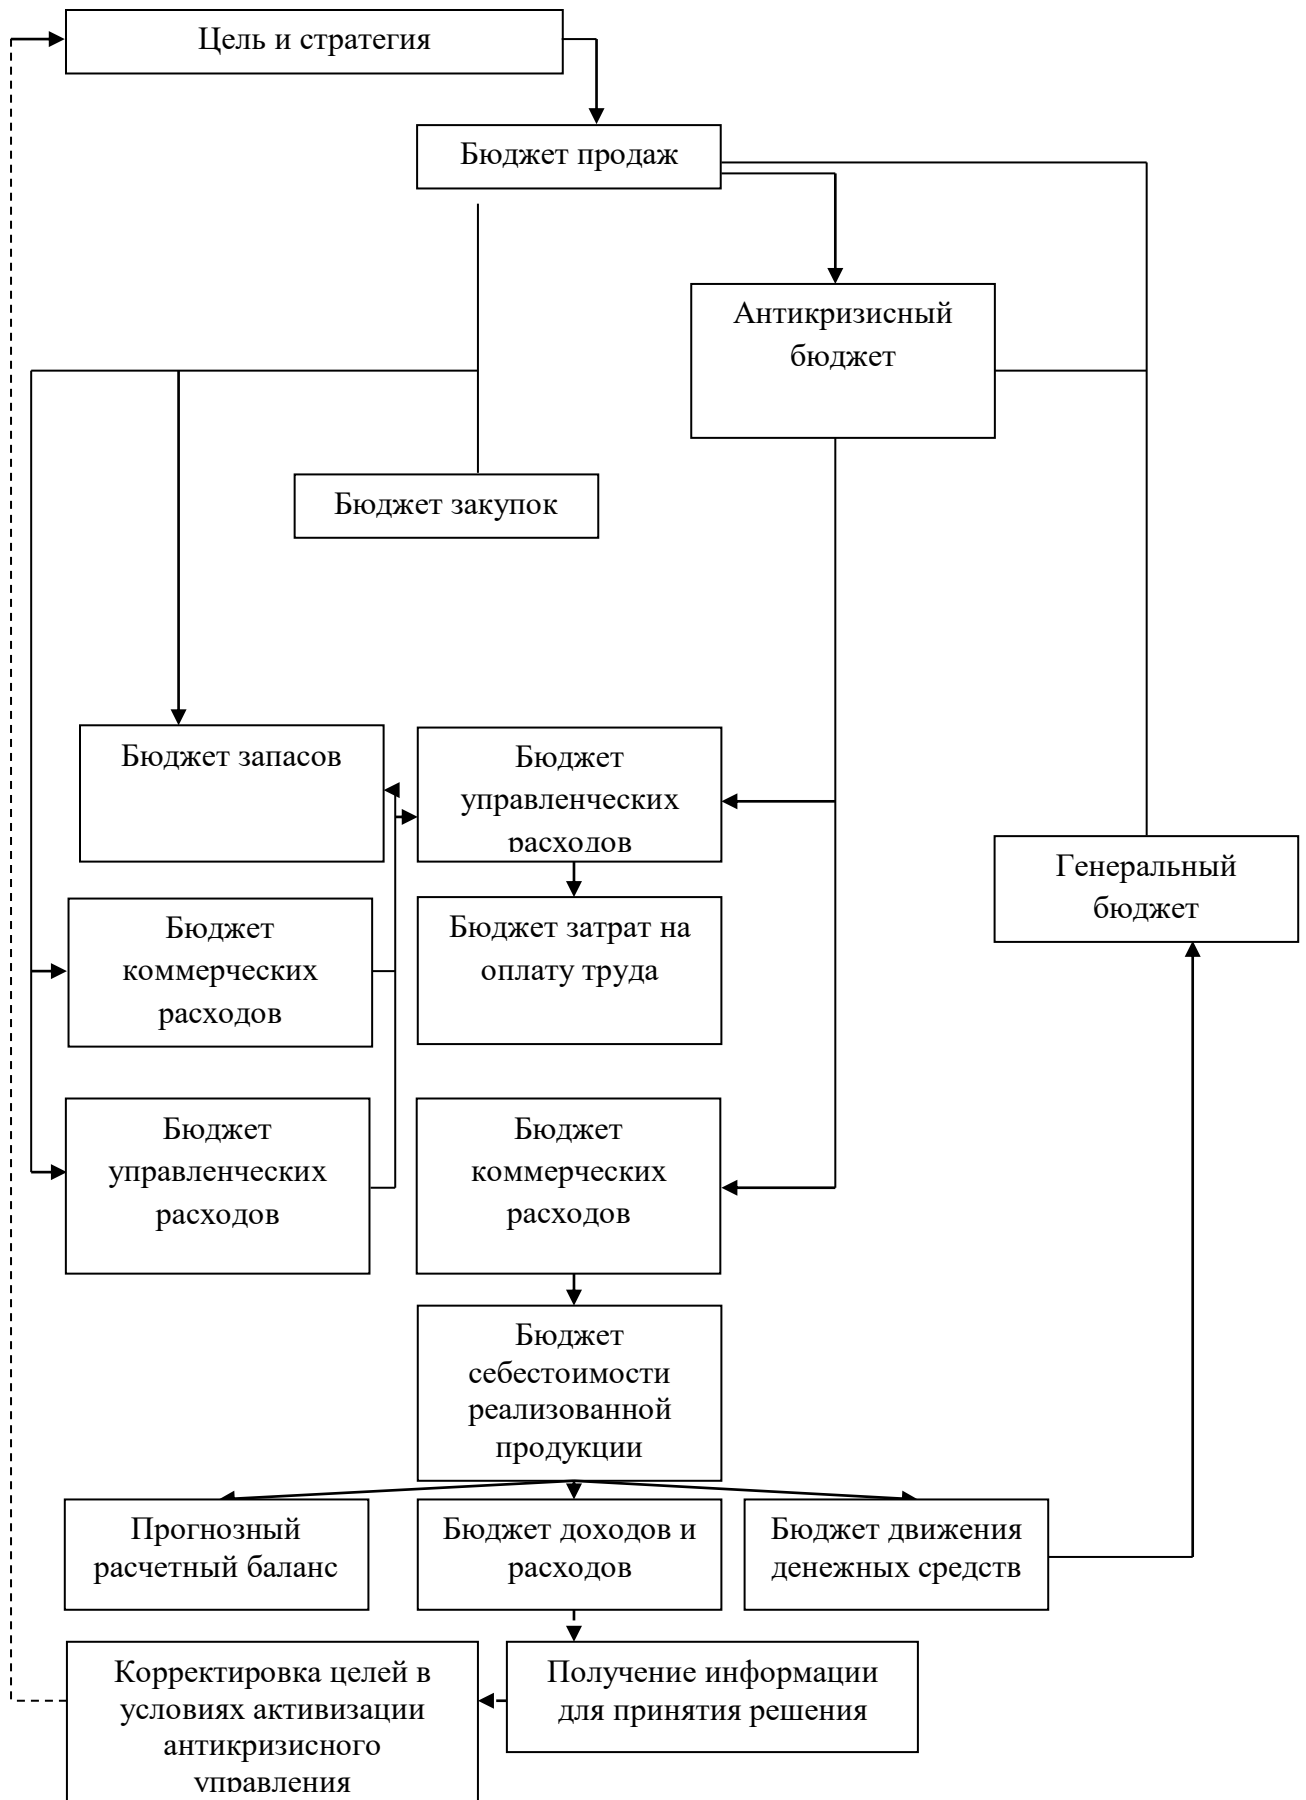 Цель и стратегия
Бюджет продаж
Антикризисный
бюджет
Бюджет закупок
Бюджет запасов
Бюджет
управленческих
расходов
Генеральный
бюджет
Бюджет
коммерческих
расходов
Бюджет затрат на
оплату труда
Бюджет
управленческих
расходов
Бюджет
коммерческих
расходов
Бюджет
себестоимости
реализованной
продукции
Прогнозный
расчетный баланс
Бюджет доходов и
расходов
Бюджет движения
денежных средств
Корректировка целей в
условиях активизации
антикризисного
управления
Получение информации
для принятия решения